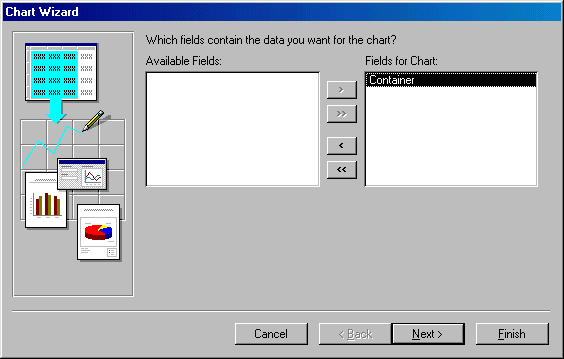 Chart Wizard
Which fields contain the data you want for the chart?
Available Fields:
Fields for Chart:
Container
>
>>
<
<<
Cancel
< Back
Next >
Finish